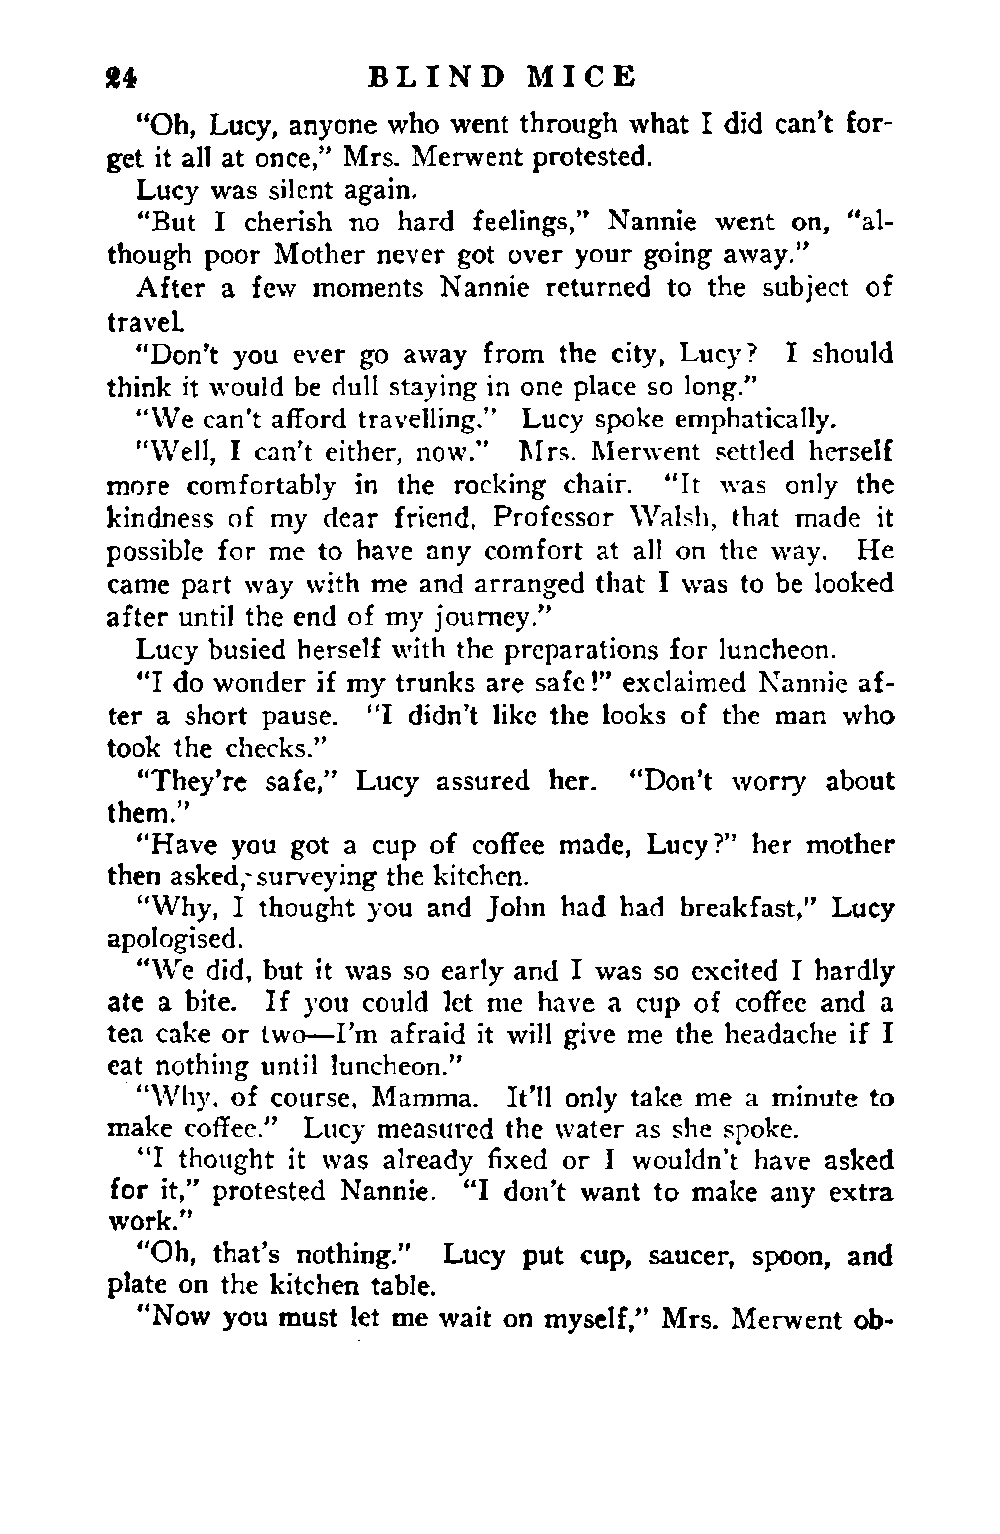 24 BLIND MICE
“Oh, Lucy, anyone who went through what I did can’t for-
get it all at once,” Mrs. Merwent protested.
Lucy was silent again.
“But I cherish no hard feelings,” Nannie went on, “al-
though poor Mother never got over your going away.”
After a few moments Nannie returned to the subject of
travel.
“Don’t you ever go away from the city, Lucy? I should
think it would be dull staying in one place so long.”
“We can’t afford travelling.” Lucy spoke emphatically.
“Well, I can’t either, now.” Mrs. Merwent settled herself
more comfortably in the rocking chair. “It was only the
kindness of my dear friend, Professor Walsh, that made it
possible for me to have any comfort at all on the way. He
came part way with me and arranged that I was to be looked
after until the end of my journey.”
Lucy busied herself with the preparations for luncheon.
“I do wonder if my trunks are safe!” exclaimed Nannie af-
ter a short pause. “I didn’t like the looks of the man who
took the checks.”
“They’re safe,” Lucy assured her. “Don’t worry about
them.”
“Have you got a cup of coffee made, Lucy?” her mother
then asked, surveying the kitchen.
“Why, I thought you and John had had breakfast,” Lucy
apologised.
“We did, but it was so early and I was so excited I hardly
ate a bite. If you could let me have a cup of coffee and a
tea cake or two—I’m afraid it will give me the headache if I
eat nothing until luncheon.”
“Why, of course, Mamma. It’ll only take me a minute to
make coffee.” Lucy measured the water as she spoke.
“I thought it was already fixed or I wouldn’t have asked
for it,” protested Nannie. “I don’t want to make any extra
work.”
“Oh, that’s nothing.” Lucy put cup, saucer, spoon, and
plate on the kitchen table.
“Now you must let me wait on myself,” Mrs. Merwent ob-